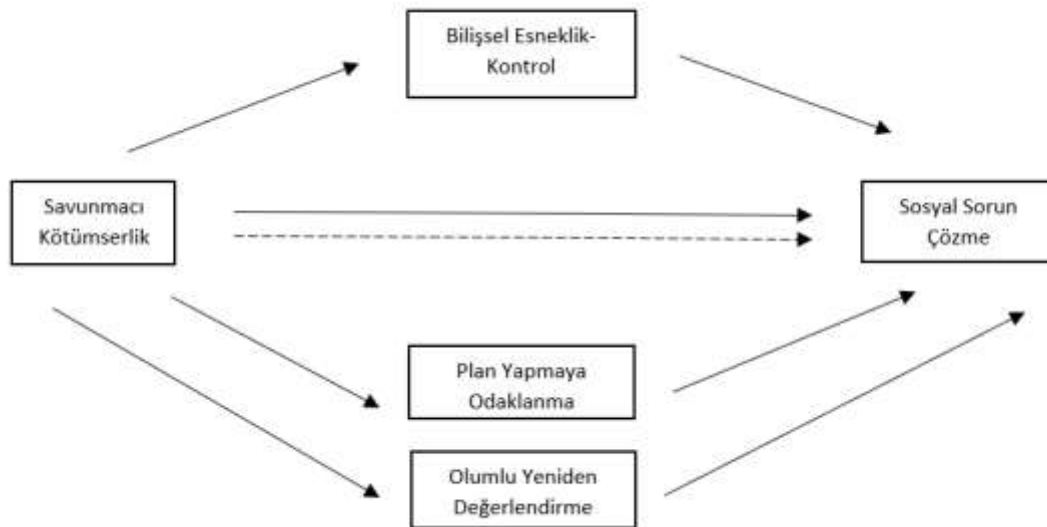 Bilişsel Esneklik-
Kontrol
Savunmacı
Kötümserlik
Sosyal Sorun
Çözme
Plan Yapmaya
Odaklanma
Olumlu Yeniden
Değerlendirme